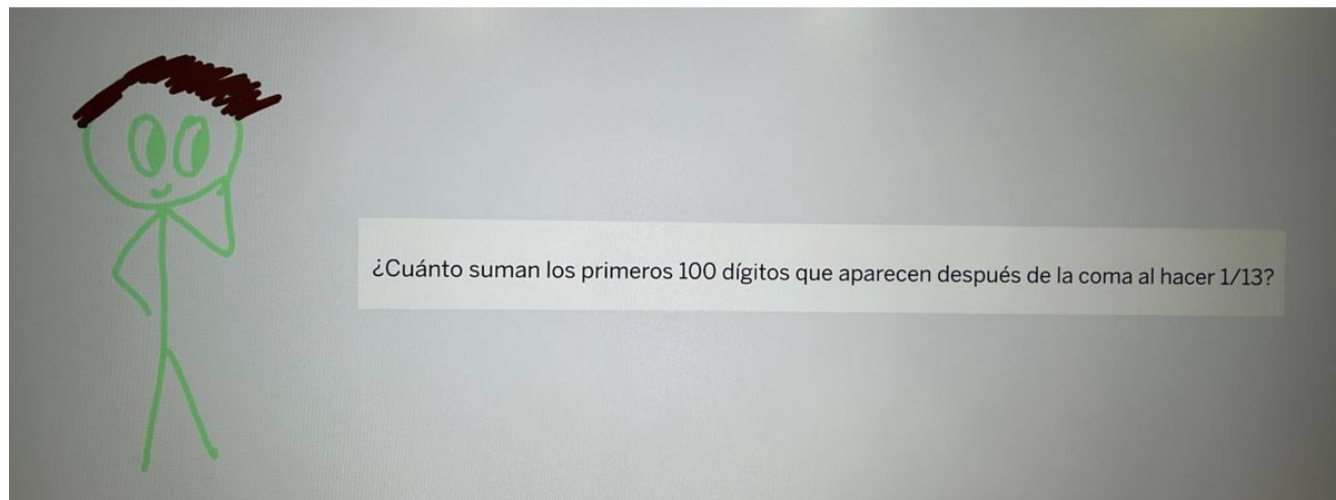 ¿Cuánto suman los primeros 100 dígitos que aparecen después de la coma al hacer 1/13?